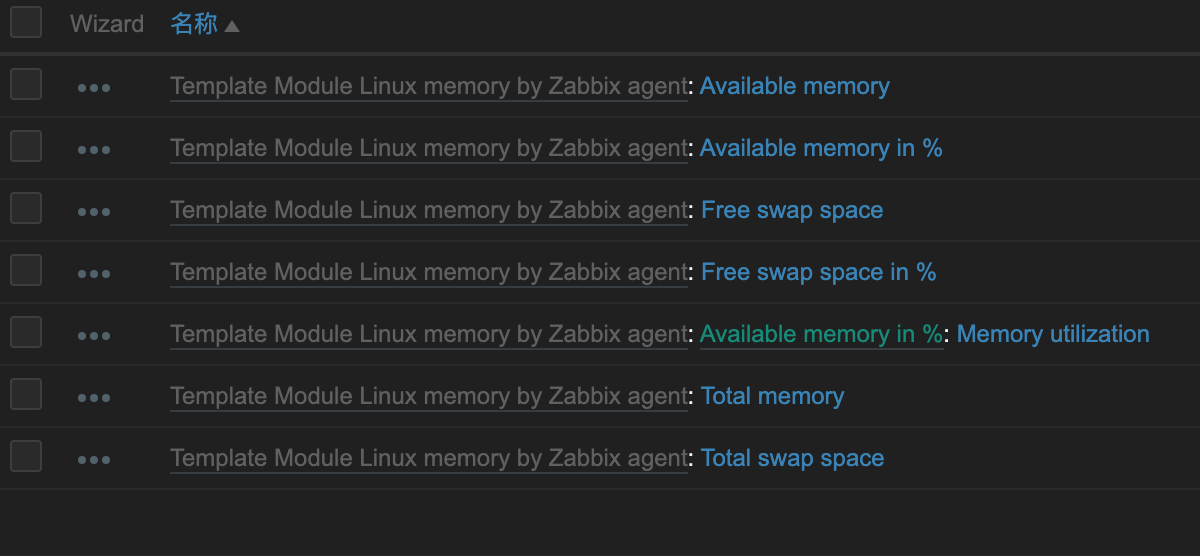 Wizard 名称▲
Template Module Linux memory by Zabbix agent: Available memory
Template Module Linux memory by Zabbix agent: Available memory in %
Template Module Linux memory by Zabbix agent: Free swap space
Template Module Linux memory by Zabbix agent: Free swap space in %
Template Module Linux memory by Zabbix agent: Available memory in %: Memory utilization
Template Module Linux memory by Zabbix agent: Total memory
Template Module Linux memory by Zabbix agent: Total swap space